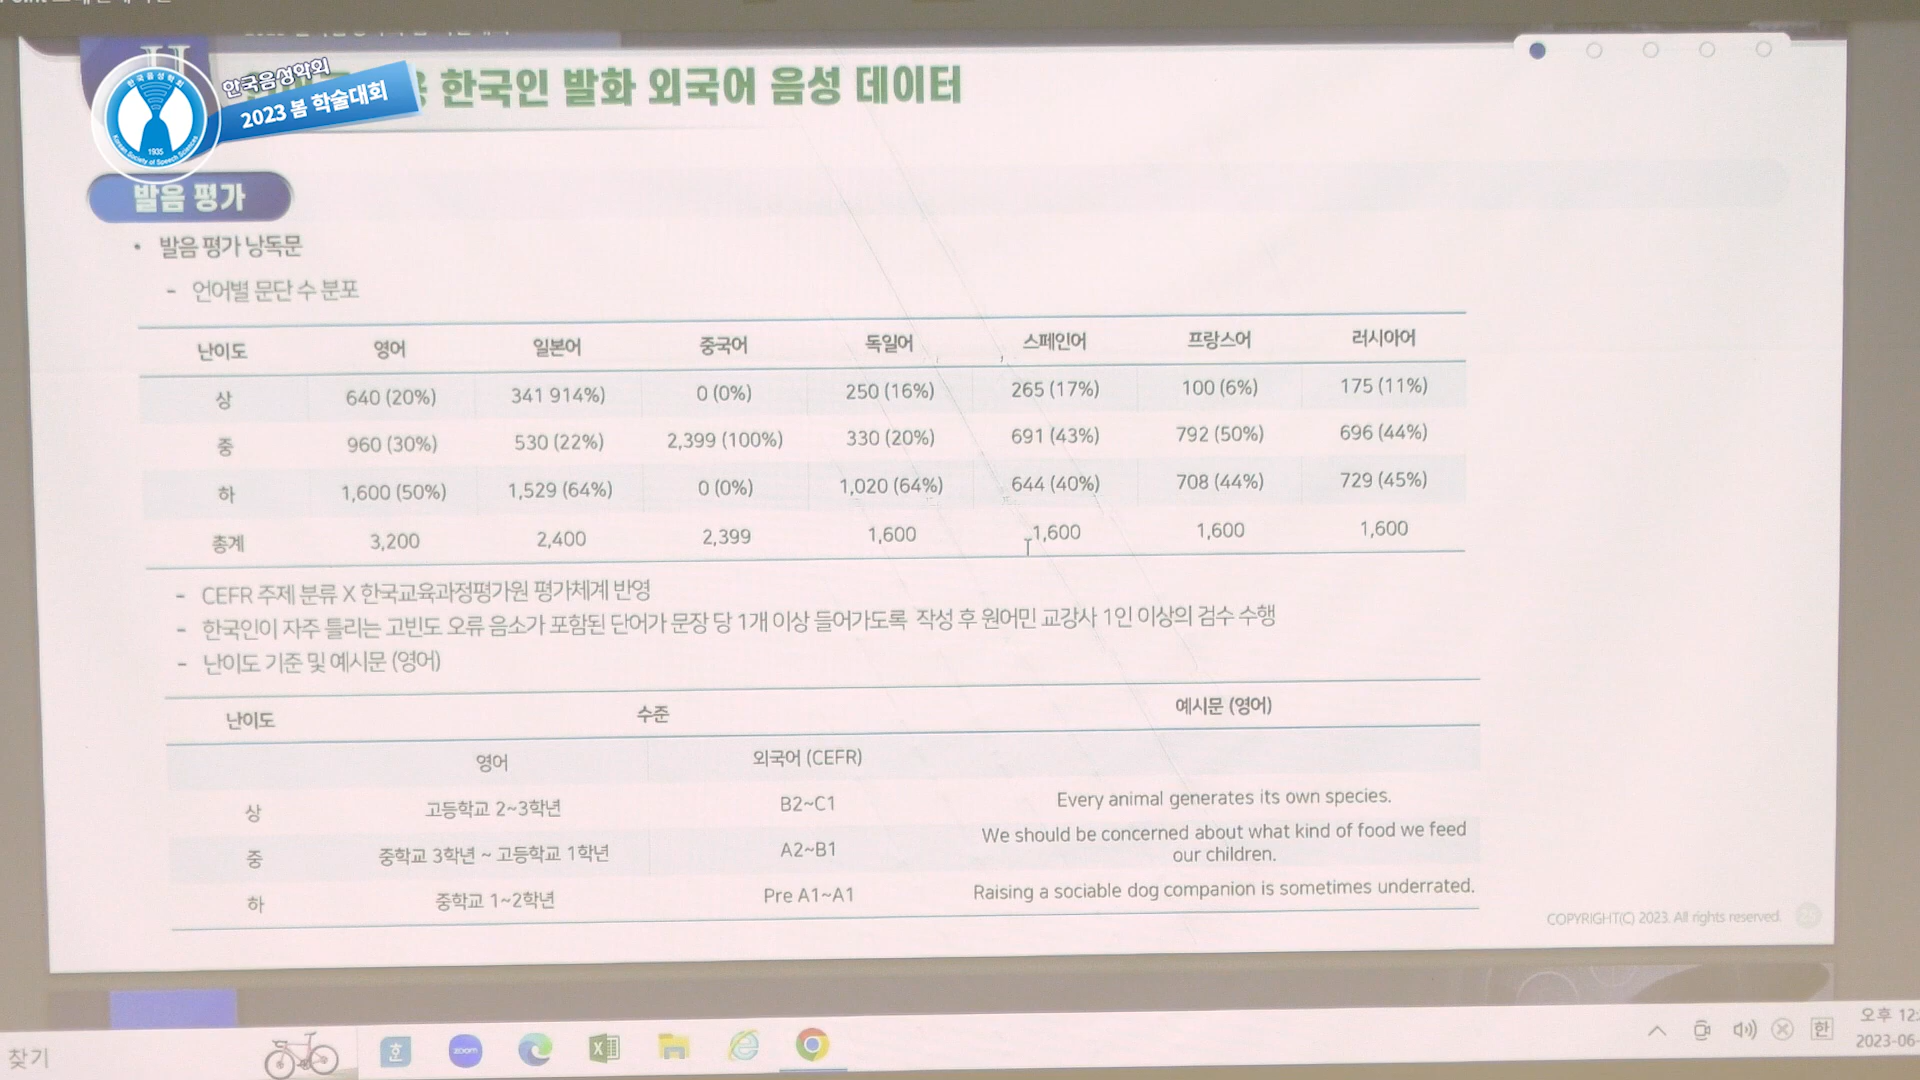 한국음성학회
2023 봄 학술대회
한국음성학회
1935
Korean Society of Speech Sciences
한국인 발화 외국어 음성 데이터
발음 평가
• 발음 평가 낭독문
- 언어별 문단 수 분포
난이도 영어 일본어 중국어 독일어 스페인어 프랑스어 러시아어
상 640 (20%) 341 914%) 0 (0%) 250 (16%) 265 (17%) 100 (6%) 175 (11%)
중 960 (30%) 530 (22%) 2,399 (100%) 330 (20%) 691 (43%) 792 (50%) 696 (44%)
하 1,600 (50%) 1,529 (64%) 0 (0%) 1,020 (64%) 644 (40%) 708 (44%) 729 (45%)
총계 3,200 2,400 2,399 1,600 1,600 1,600 1,600
- CEFR 주제 분류 X 한국교육과정평가원 평가체계 반영
- 한국인이 자주 틀리는 고빈도 오류 음소가 포함된 단어가 문장 당 1개 이상 들어가도록 작성 후 원어민 교강사 1인 이상의 검수 수행
- 난이도 기준 및 예시문 (영어)
난이도 수준 예시문 (영어)
영어 외국어 (CEFR)
상 고등학교 2~3학년 B2~C1 Every animal generates its own species.
중 중학교 3학년 ~ 고등학교 1학년 A2~B1 We should be concerned about what kind of food we feed
our children.
하 중학교 1~2학년 Pre A1~A1 Raising a sociable dog companion is sometimes underrated.
COPYRIGHT(C) 2023. All rights reserved.
찾기
zoom
한
오후 12:
2023-06-